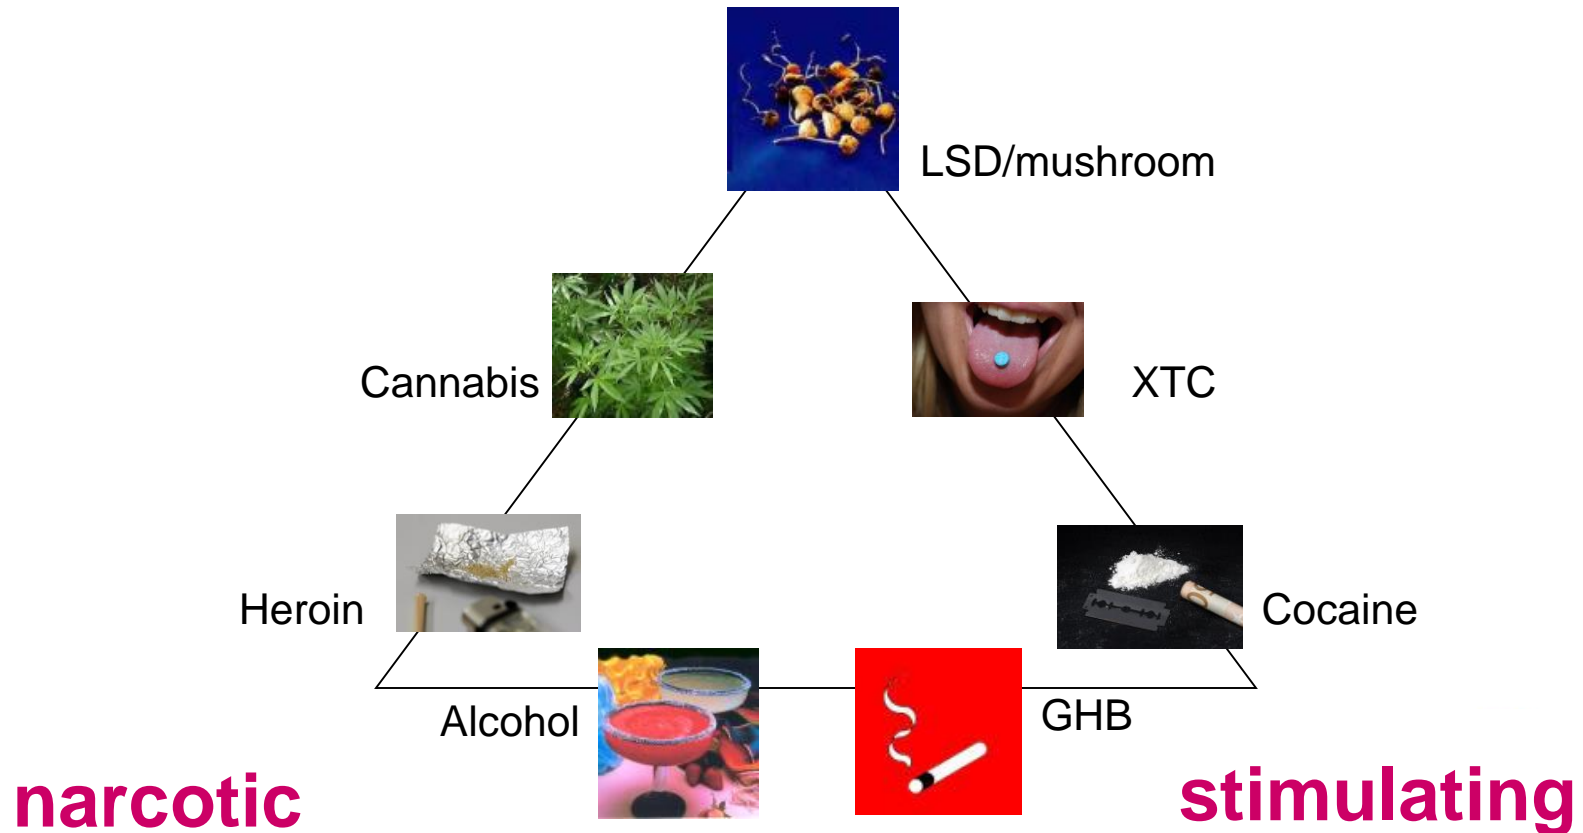 LSD/mushroom
Cannabis
XTC
Heroin
Cocaine
Alcohol
GHB
narcotic
stimulating